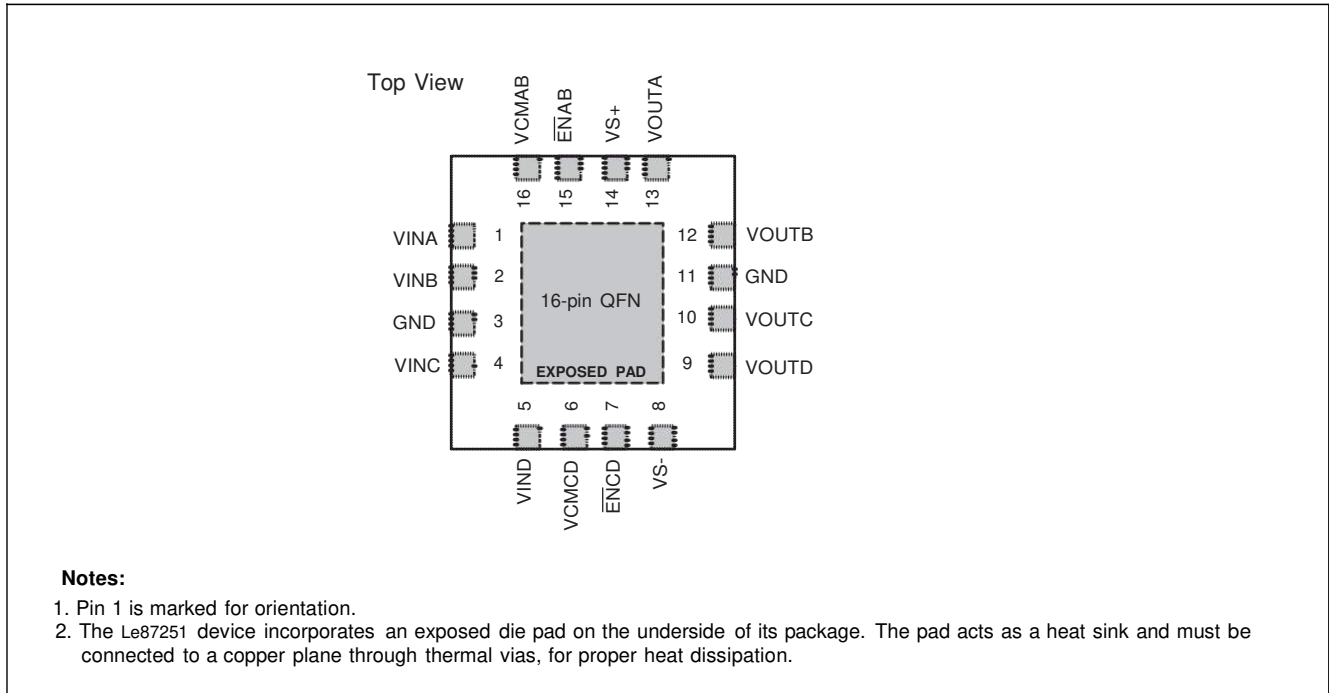 Top View
VCMAB
ENAB
VS+
VOUTA
16
15
14
13
VINA 1
12 VOUTB
VINB 2
11 GND
GND 3
10 VOUTC
VINC 4
9 VOUTD
16-pin QFN
EXPOSED PAD
5
6
7
8
VIND
VCMCD
ENCD
VS-
Notes:
1. Pin 1 is marked for orientation.
2. The Le87251 device incorporates an exposed die pad on the underside of its package. The pad acts as a heat sink and must be
connected to a copper plane through thermal vias, for proper heat dissipation.